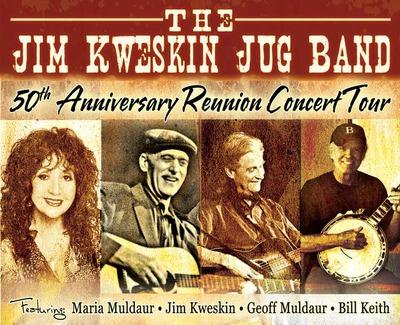 THE
JIM KWESKIN JUG BAND
50th Anniversary Reunion Concert Tour
B
Featuring: Maria Muldaur • Jim Kweskin • Geoff Muldaur • Bill Keith